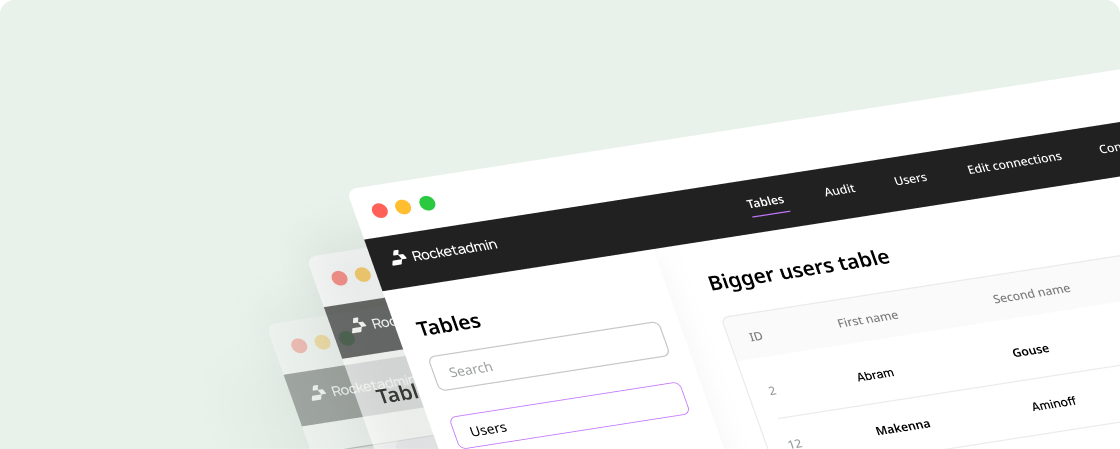 Tables Audit Users Edit connections Con
Rocketadmin
Tables
Search
Users
Bigger users table
ID First name Second name
2 Abram Gouse
12 Makenna Aminoff
Roc
Rocketadmin
Tabl